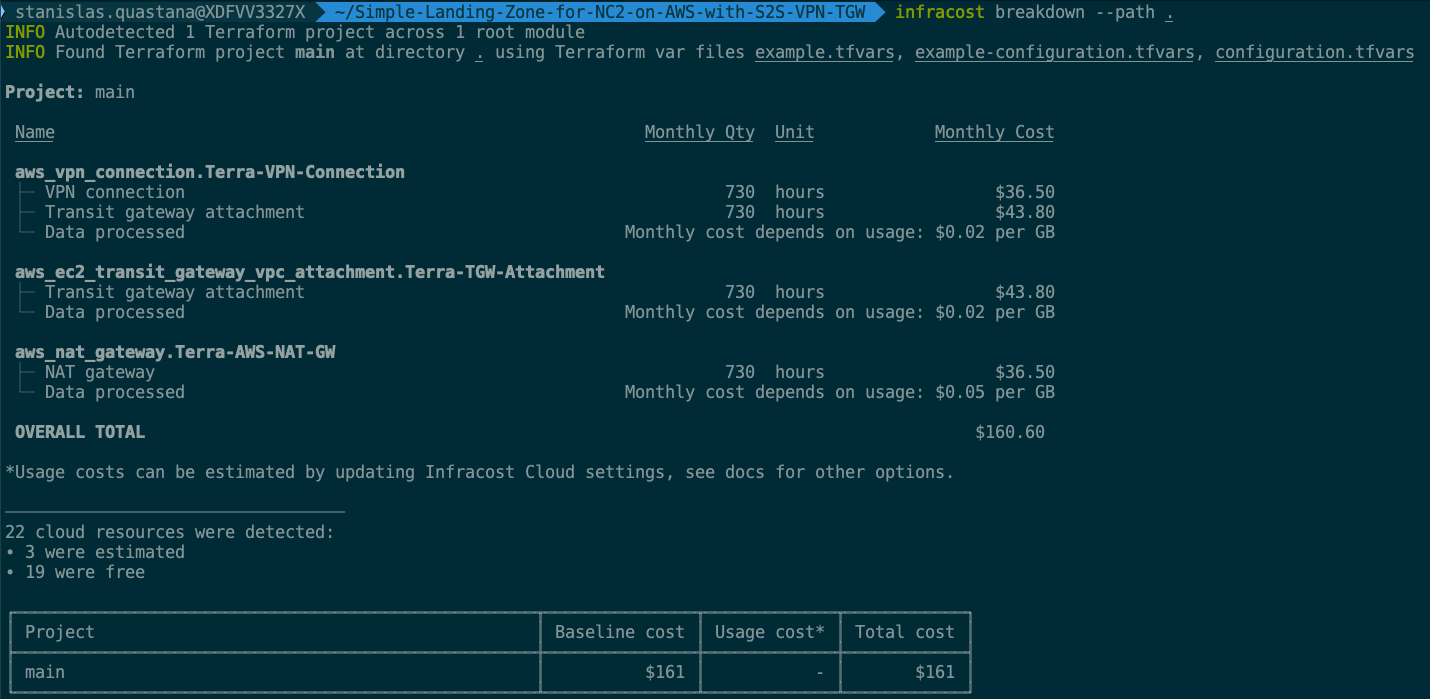 stanislas.quastana@XDFVV3327X ~/Simple-Landing-Zone-for-NC2-on-AWS-with-S2S-VPN-TGW infracost breakdown --path .
INFO Autodetected 1 Terraform project across 1 root module
INFO Found Terraform project main at directory . using Terraform var files example.tfvars, example-configuration.tfvars, configuration.tfvars
Project: main
Name Monthly Qty Unit Monthly Cost
aws_vpn_connection.Terra-VPN-Connection
├─ VPN connection 730 hours $36.50
├─ Transit gateway attachment 730 hours $43.80
└─ Data processed Monthly cost depends on usage: $0.02 per GB
aws_ec2_transit_gateway_vpc_attachment.Terra-TGW-Attachment
├─ Transit gateway attachment 730 hours $43.80
└─ Data processed Monthly cost depends on usage: $0.02 per GB
aws_nat_gateway.Terra-AWS-NAT-GW
├─ NAT gateway 730 hours $36.50
└─ Data processed Monthly cost depends on usage: $0.05 per GB
OVERALL TOTAL $160.60
*Usage costs can be estimated by updating Infracost Cloud settings, see docs for other options.
22 cloud resources were detected:
• 3 were estimated
• 19 were free
Project Baseline cost Usage cost* Total cost
main $161 - $161